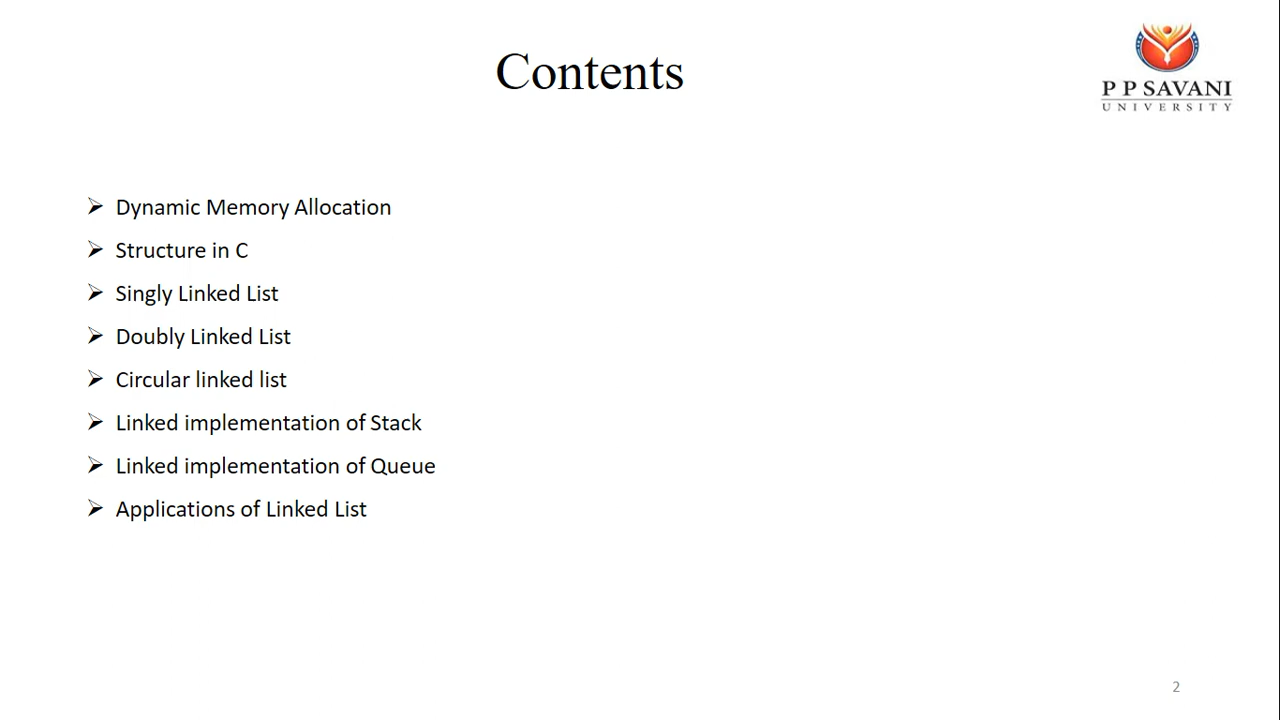 Contents
P P SAVANI
UNIVERSITY
Dynamic Memory Allocation
Structure in C
Singly Linked List
Doubly Linked List
Circular linked list
Linked implementation of Stack
Linked implementation of Queue
Applications of Linked List
2